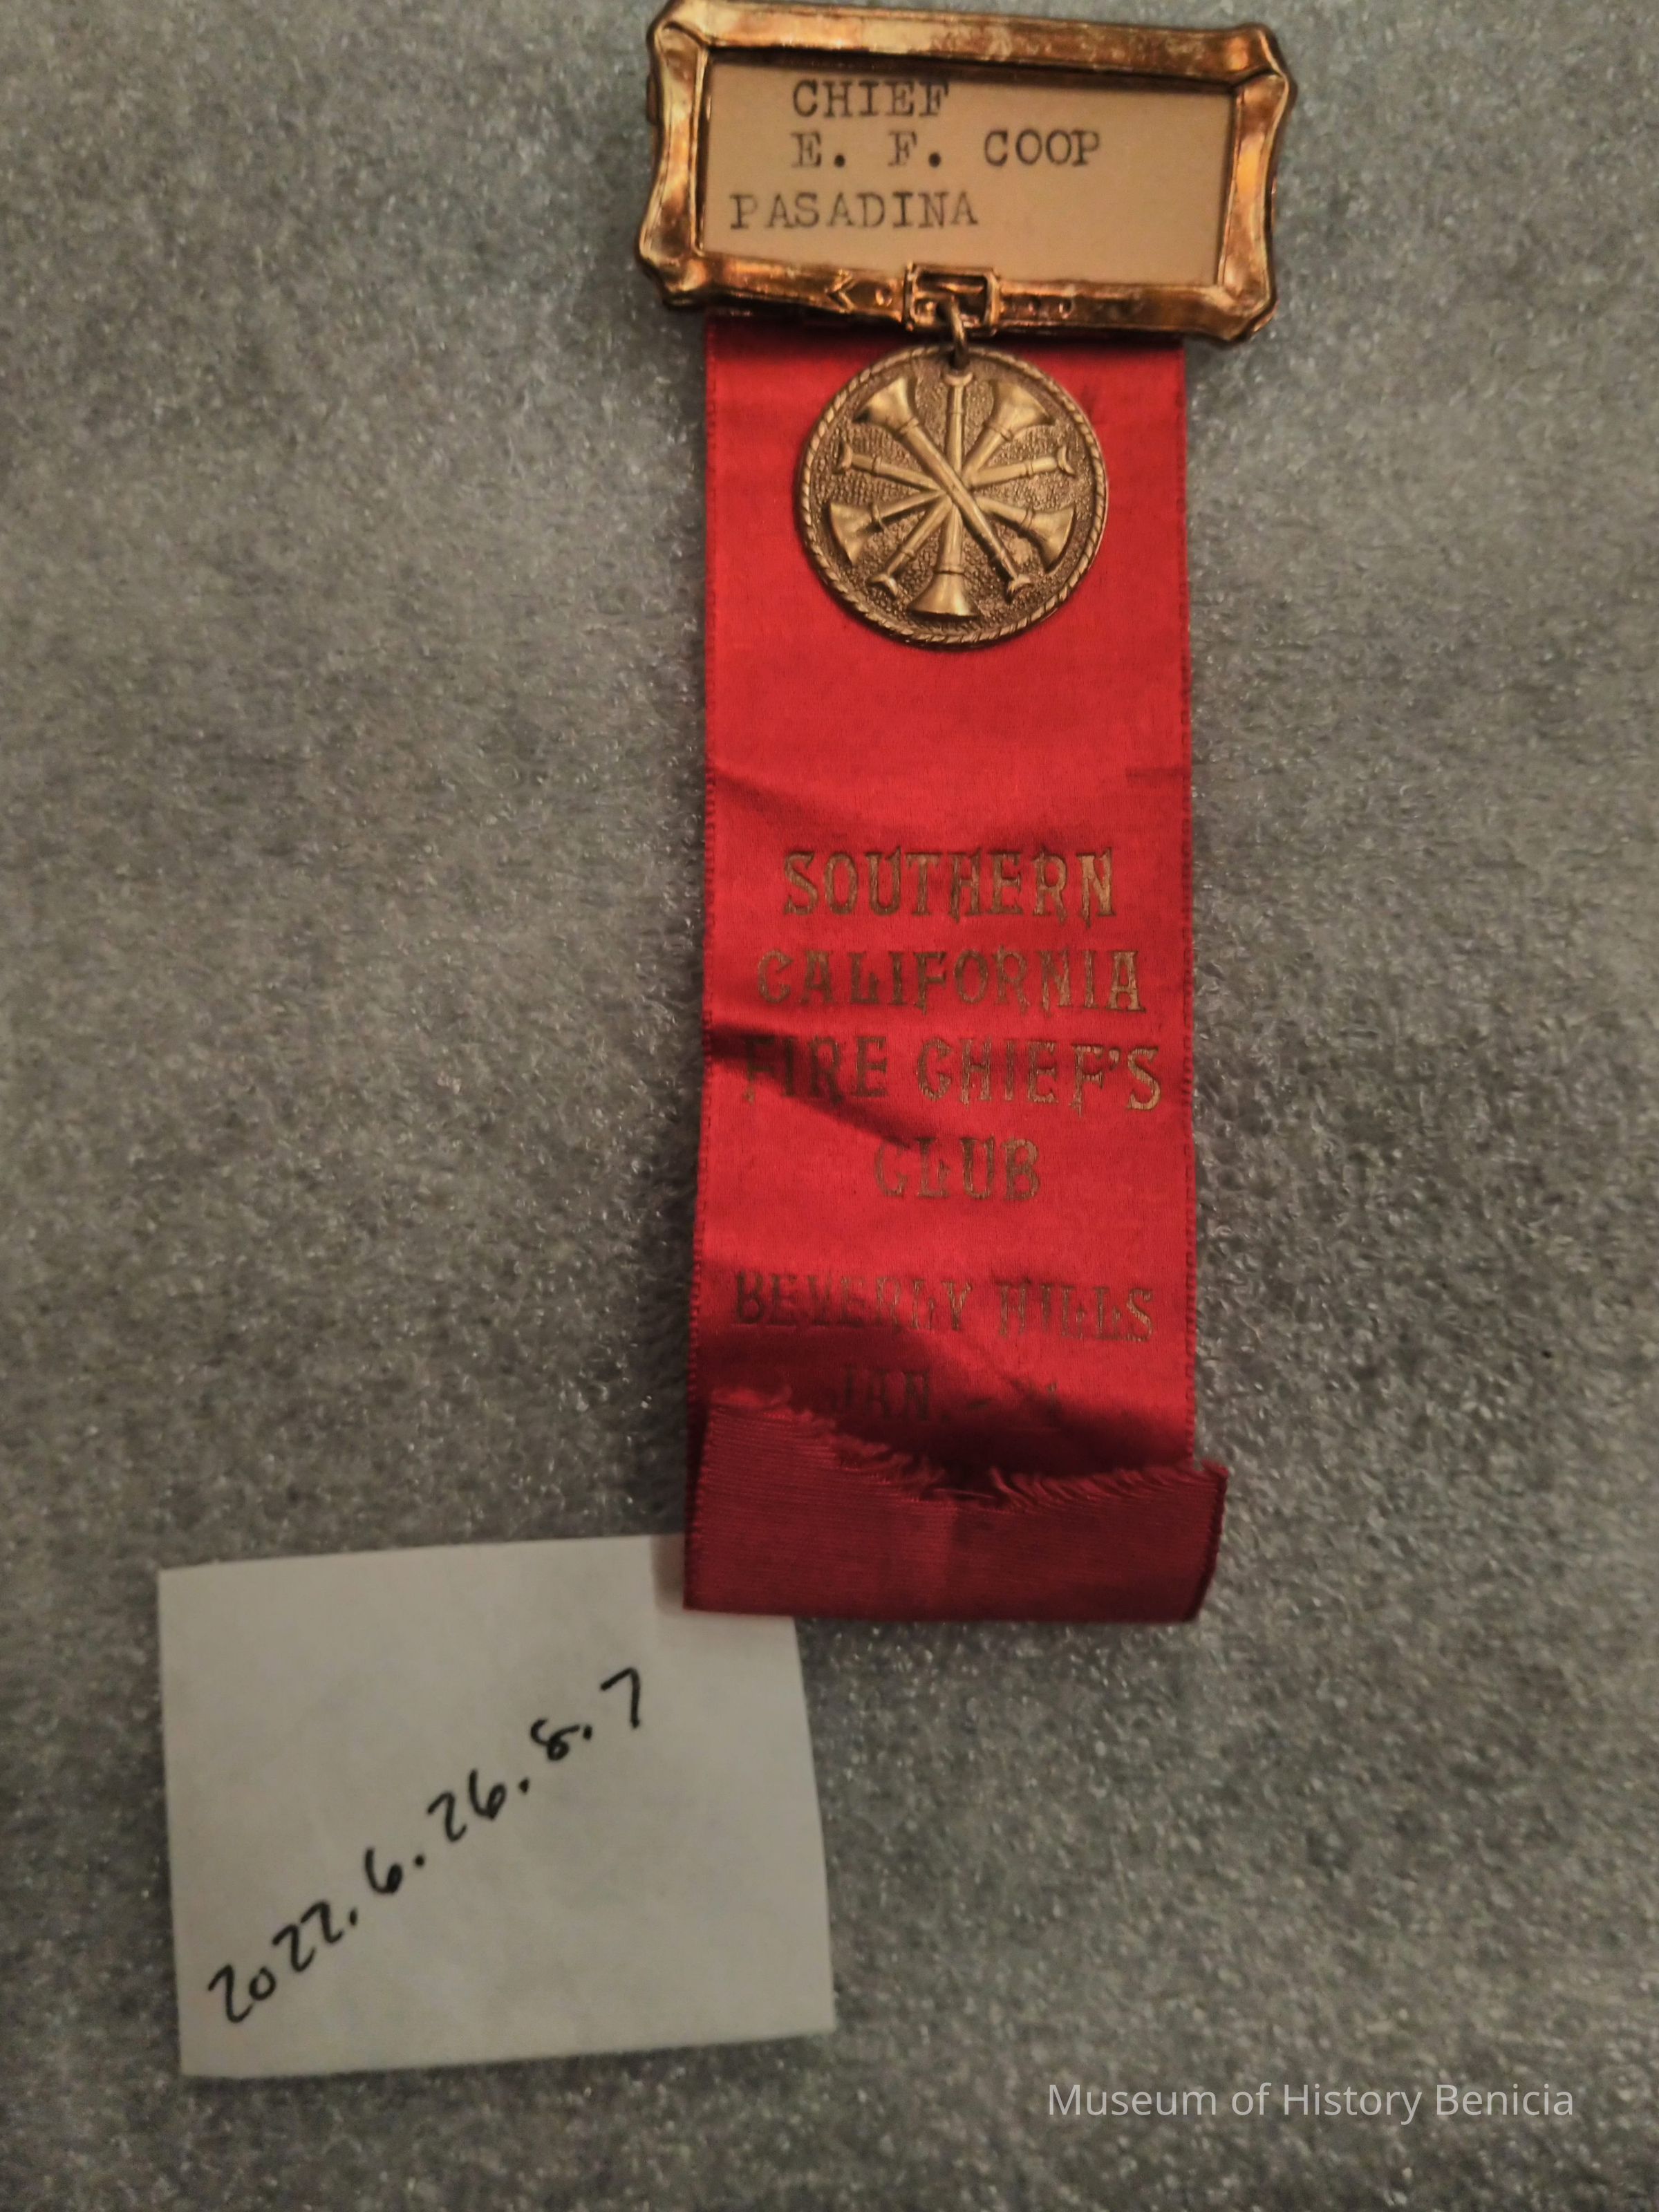 CHIEF
E. F. COOP
PASADINA
SOUTHERN
CALIFORNIA
FIRE CHIEF'S
CLUB
BEVERLY HILLS
JAN. -
2022.6.26.8.7
Museum of History Benicia